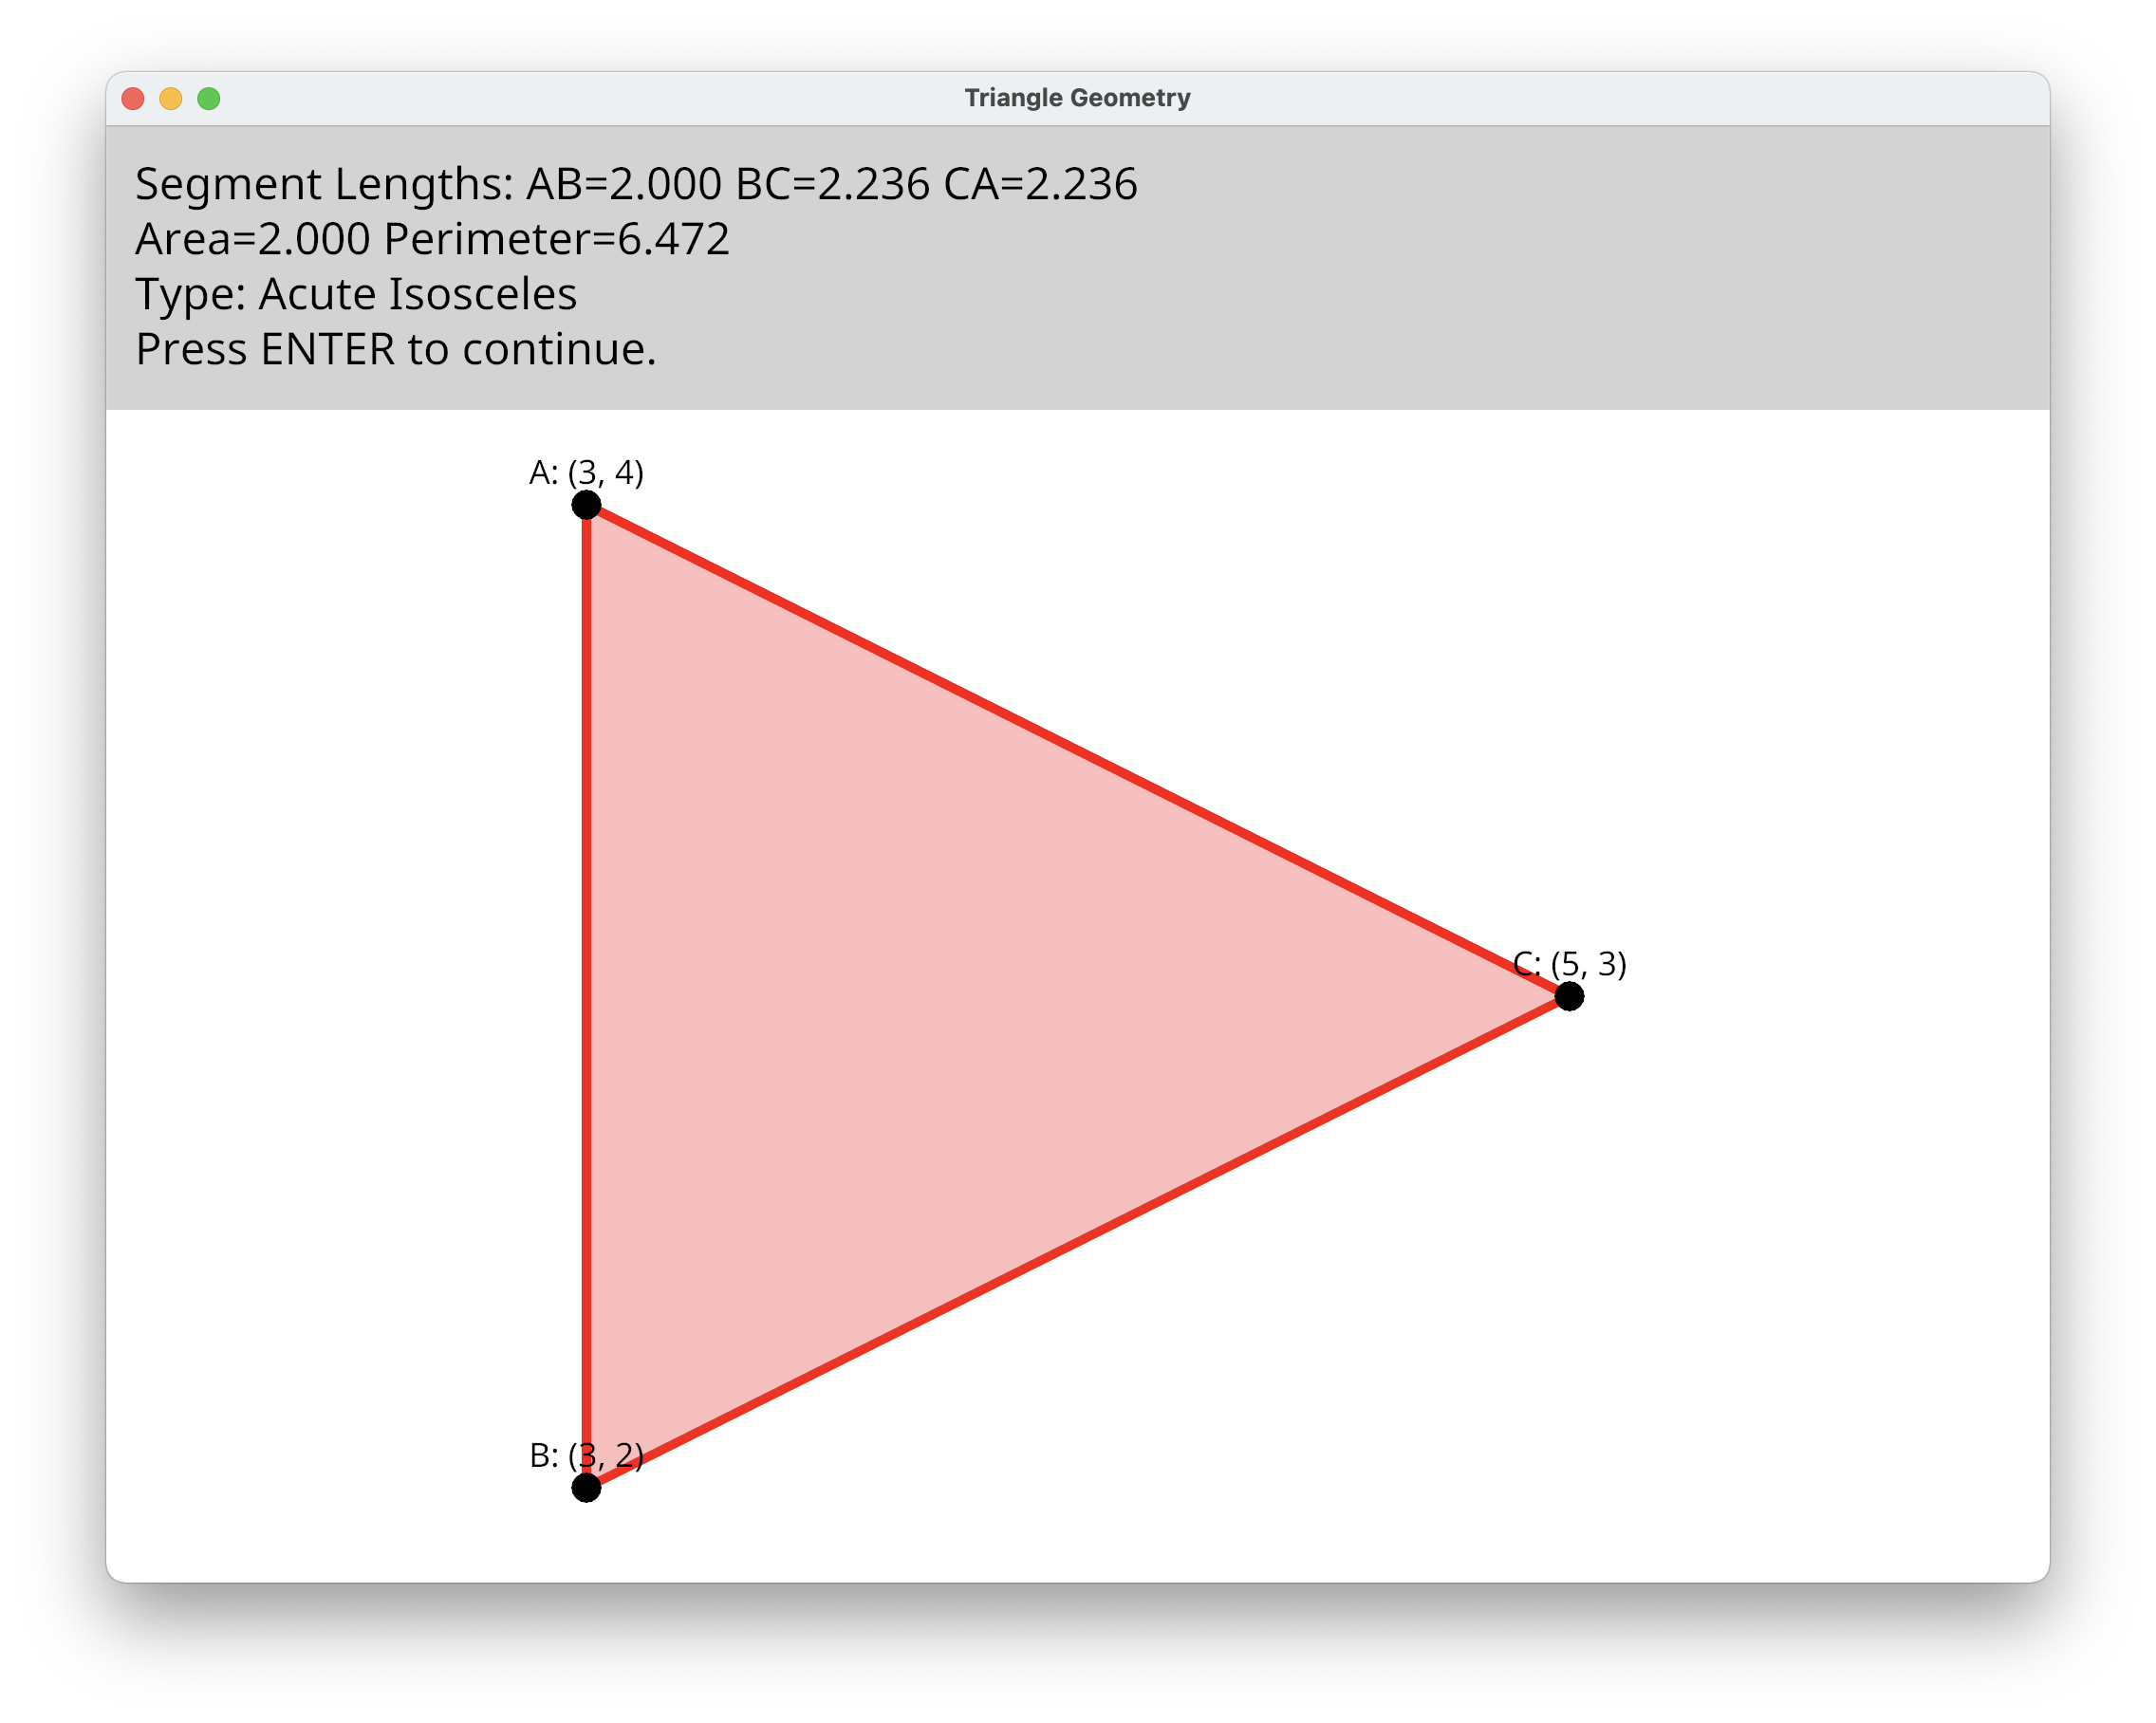 Triangle Geometry
Segment Lengths: AB=2.000 BC=2.236 CA=2.236
Area=2.000 Perimeter=6.472
Type: Acute Isosceles
Press ENTER to continue.
A: (3, 4)
C: (5, 3)
B: (3, 2)